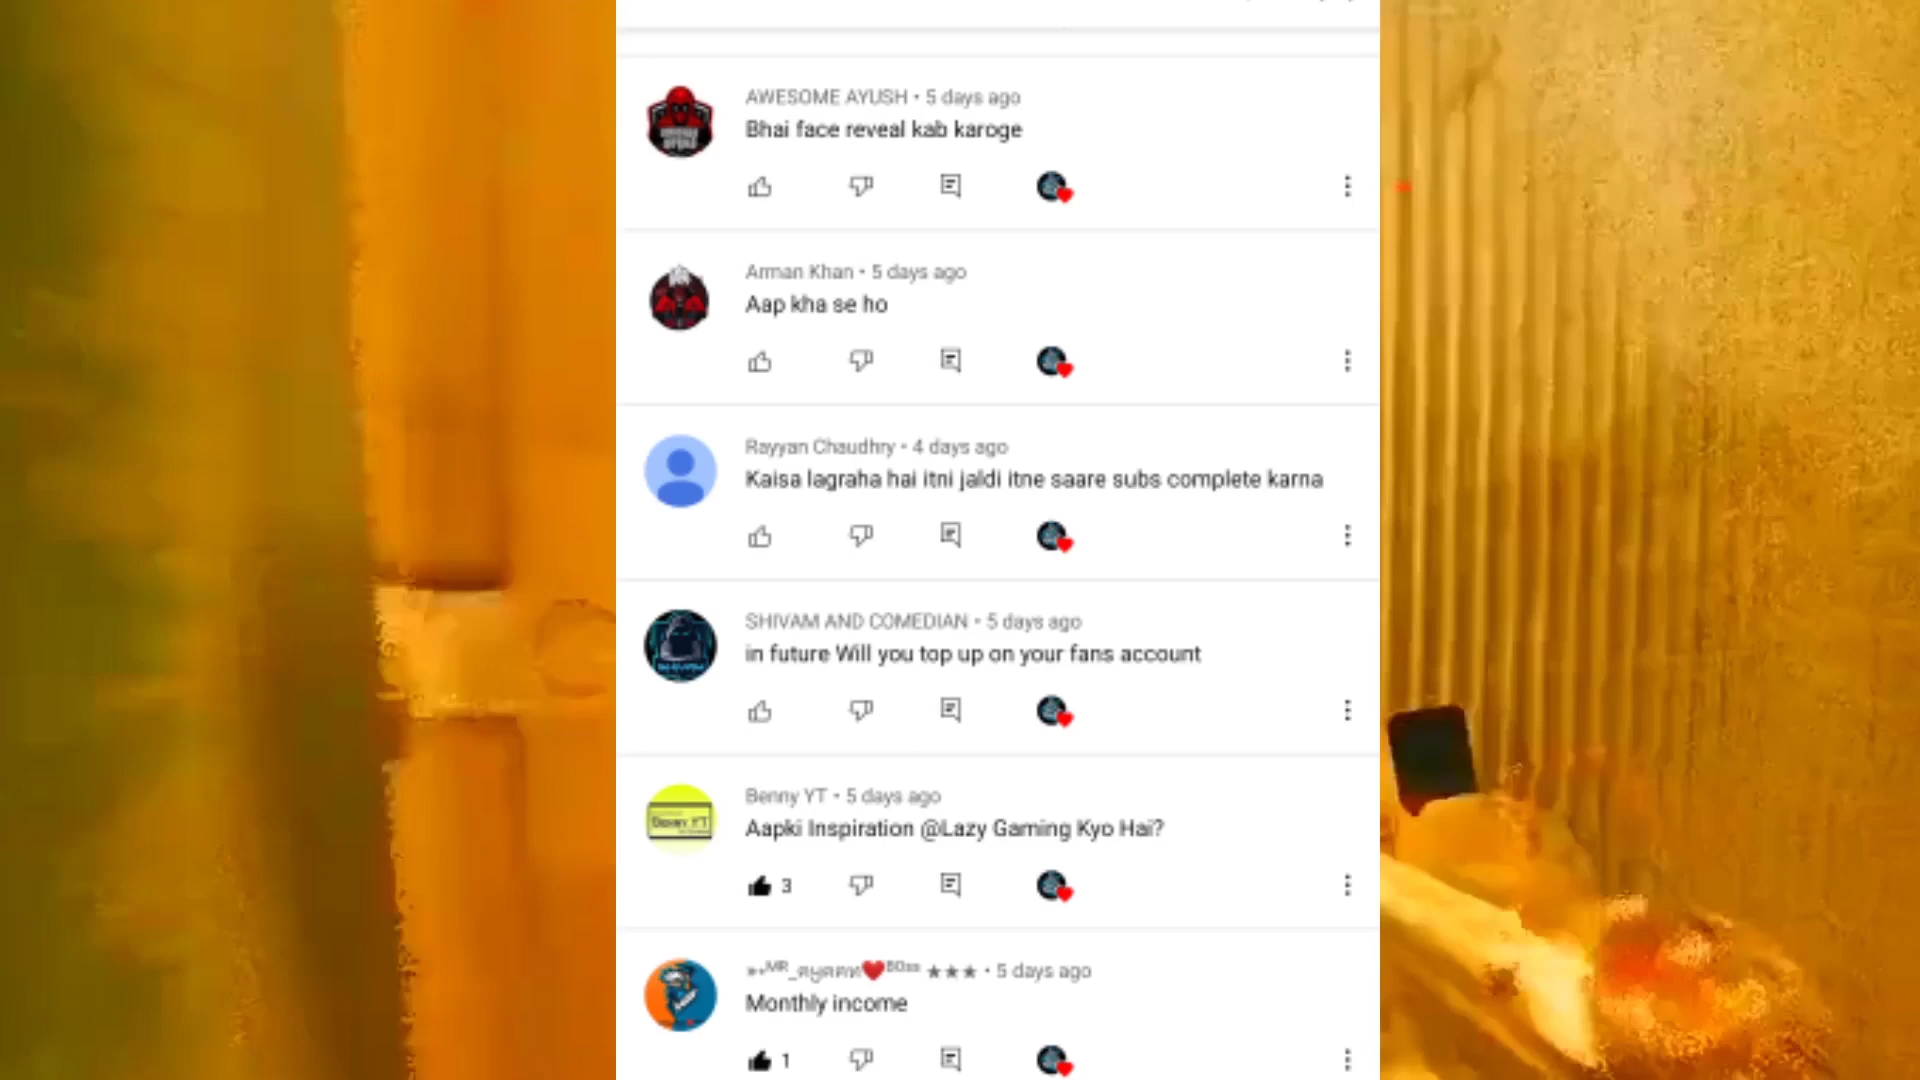 AWESOME AYUSH • 5 days ago
Bhai face reveal kab karoge
Arman Khan • 5 days ago
Aap kha se ho
Rayyan Chaudhry • 4 days ago
Kaisa lagraha hai itni jaldi itne saare subs complete karna
SHIVAM AND COMEDIAN • 5 days ago
in future Will you top up on your fans account
Benny YT • 5 days ago
Benny YT
Aapki Inspiration @Lazy Gaming Kyo Hai?
3
★★★ • 5 days ago
Monthly income
1